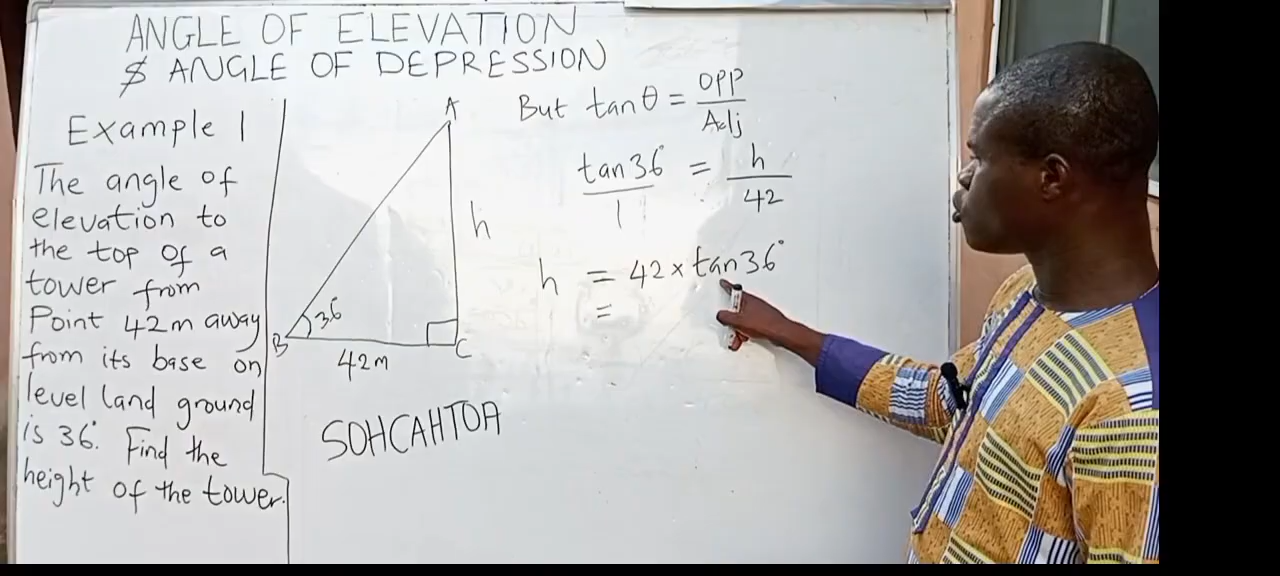 ANGLE OF ELEVATION
$ ANGLE OF DEPRESSION
Example 1
The angle of
elevation to
the top of a
tower from
Point 42m away
from its base on
level land ground
is 36°. Find the
height of the tower.
A
h
36
B
42m
C
SOHCAHTOA
But tanθ = opp
Adj
tan36° = h
1 42
h = 42 × tan36°
=